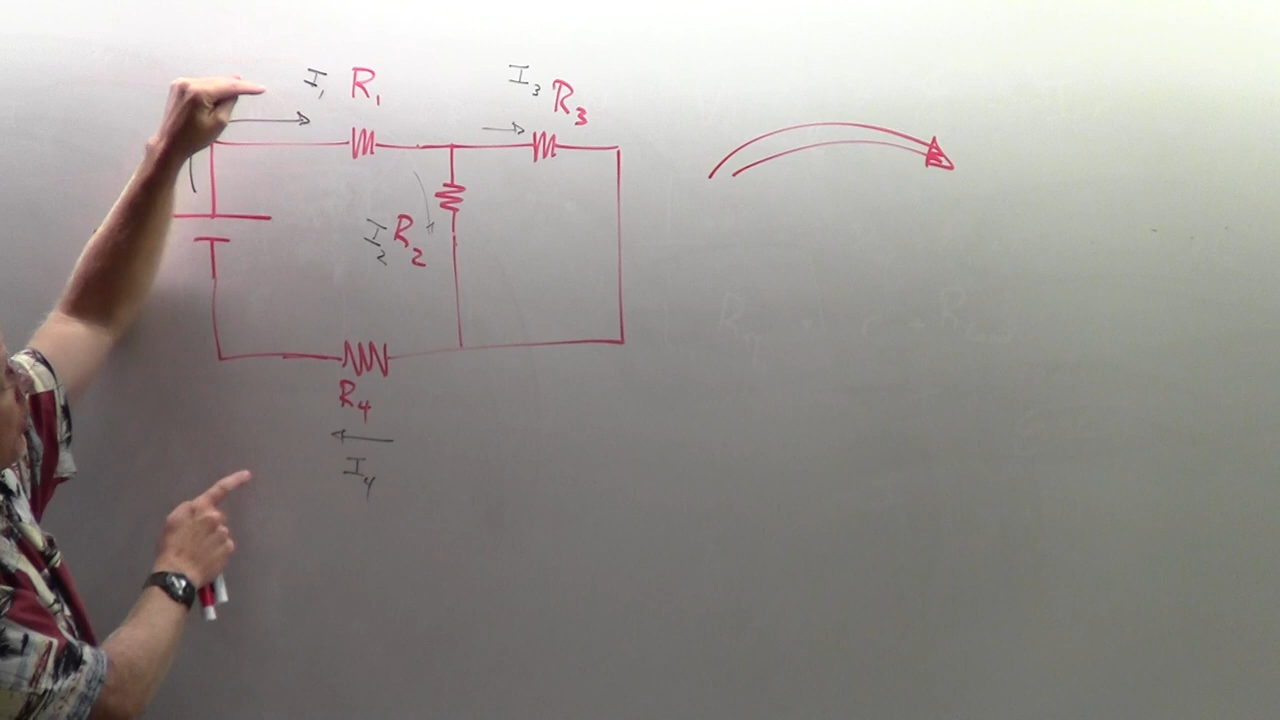 I₁ R₁
I₃ R₃
I₂ R₂
R₄
I₄